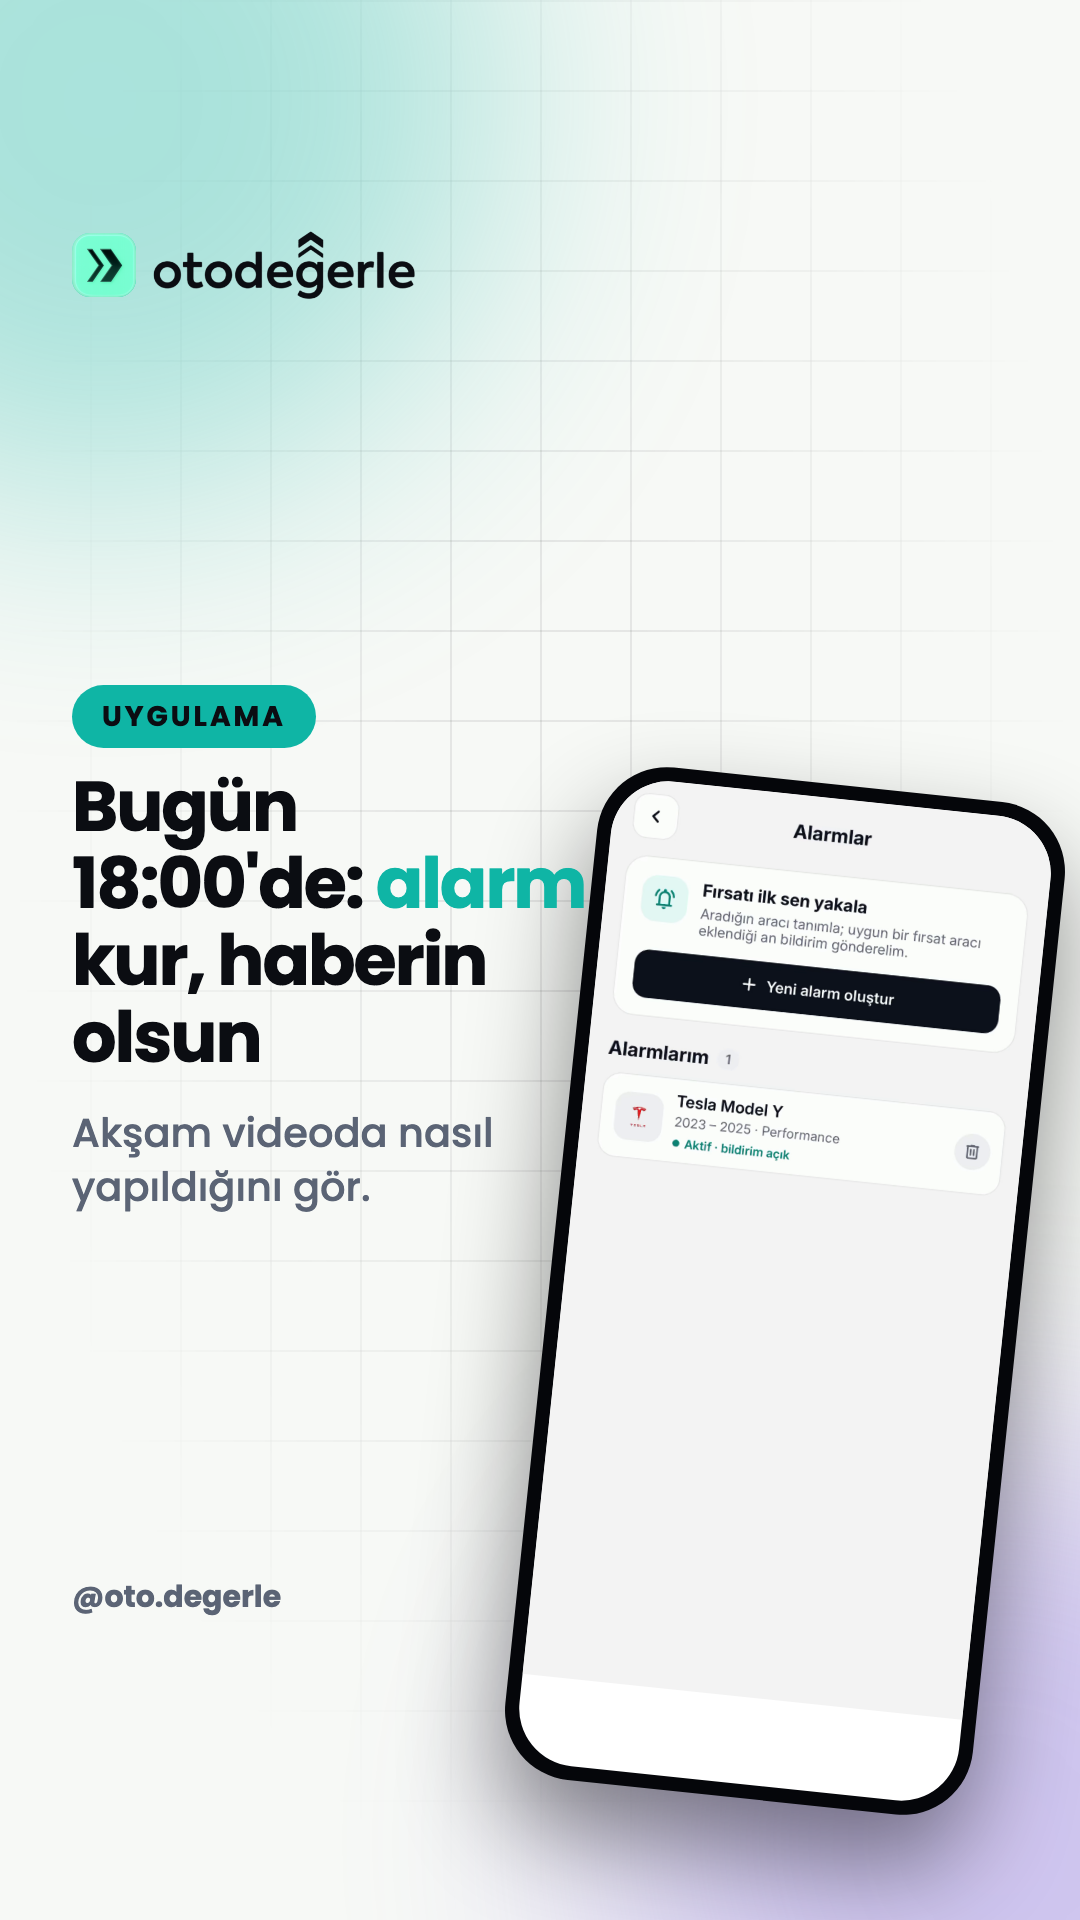 otodeğerle
UYGULAMA
Bugün
18:00'de: alarm
kur, haberin
olsun
Akşam videoda nasıl
yapıldığını gör.
@oto.degerle
Alarmlar
Fırsatı ilk sen yakala
Aradığın aracı tanımla; uygun bir fırsat aracı
eklendiği an bildirim gönderelim.
+ Yeni alarm oluştur
Alarmlarım 1
Tesla Model Y
2023 – 2025 · Performance
Aktif · bildirim açık
TESLA